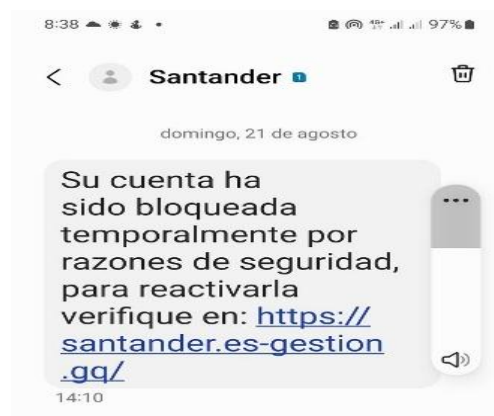 8:38
97%
Santander 1
domingo, 21 de agosto
Su cuenta ha
sido bloqueada
temporalmente por
razones de seguridad,
para reactivarla
verifique en: https://
santander.es-gestion
.gq/
14:10